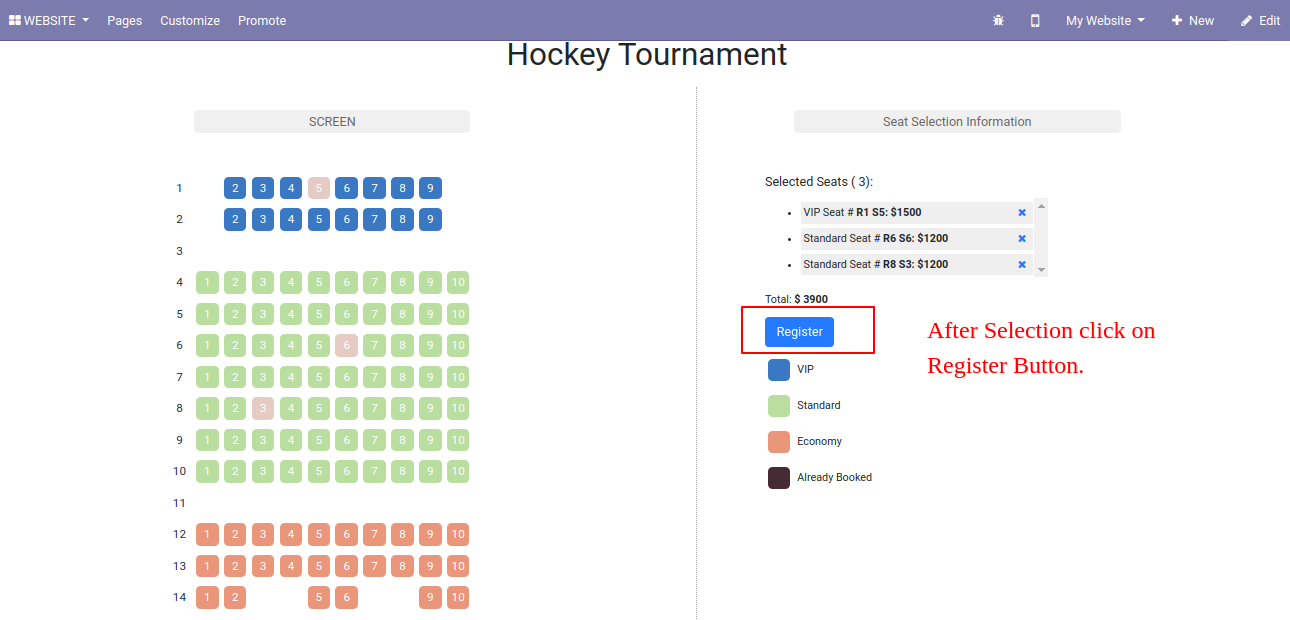 WEBSITE Pages Customize Promote My Website New Edit
Hockey Tournament
SCREEN
1 2 3 4 5 6 7 8 9
2 2 3 4 5 6 7 8 9
3
4 1 2 3 4 5 6 7 8 9 10
5 1 2 3 4 5 6 7 8 9 10
6 1 2 3 4 5 6 7 8 9 10
7 1 2 3 4 5 6 7 8 9 10
8 1 2 3 4 5 6 7 8 9 10
9 1 2 3 4 5 6 7 8 9 10
10 1 2 3 4 5 6 7 8 9 10
11
12 1 2 3 4 5 6 7 8 9 10
13 1 2 3 4 5 6 7 8 9 10
14 1 2 5 6 9 10
Seat Selection Information
Selected Seats ( 3):
VIP Seat # R1 S5: $1500
Standard Seat # R6 S6: $1200
Standard Seat # R8 S3: $1200
Total: $ 3900
Register
After Selection click on
Register Button.
VIP
Standard
Economy
Already Booked